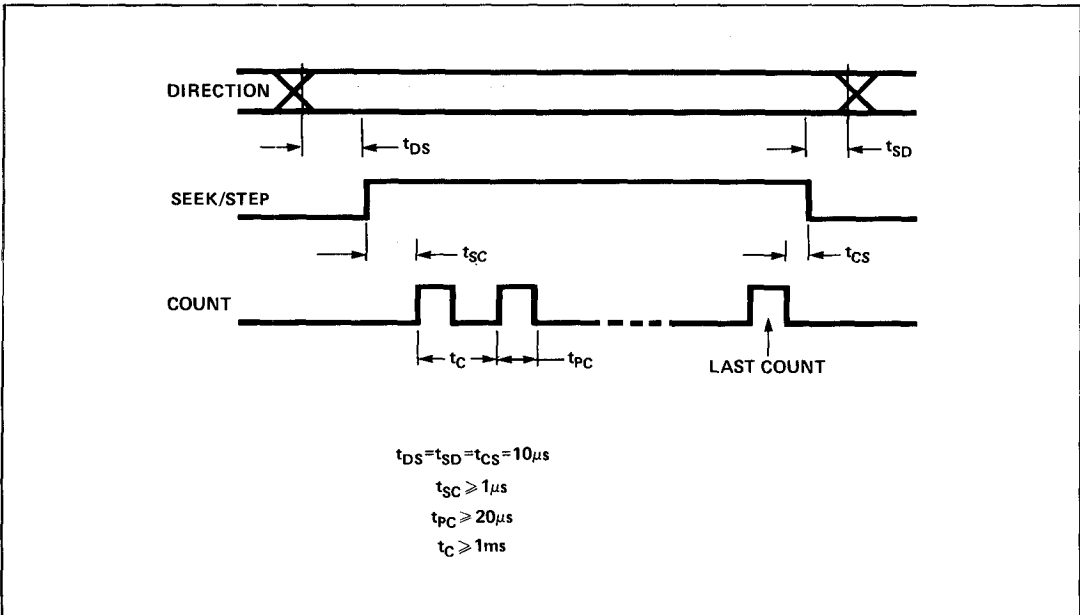 DIRECTION
tDS
tSD
SEEK/STEP
tSC
tCS
COUNT
tC
tPC
LAST COUNT
tDS=tSD=tCS=10μs
tSC ⩾ 1μs
tPC ⩾ 20μs
tC ⩾ 1ms